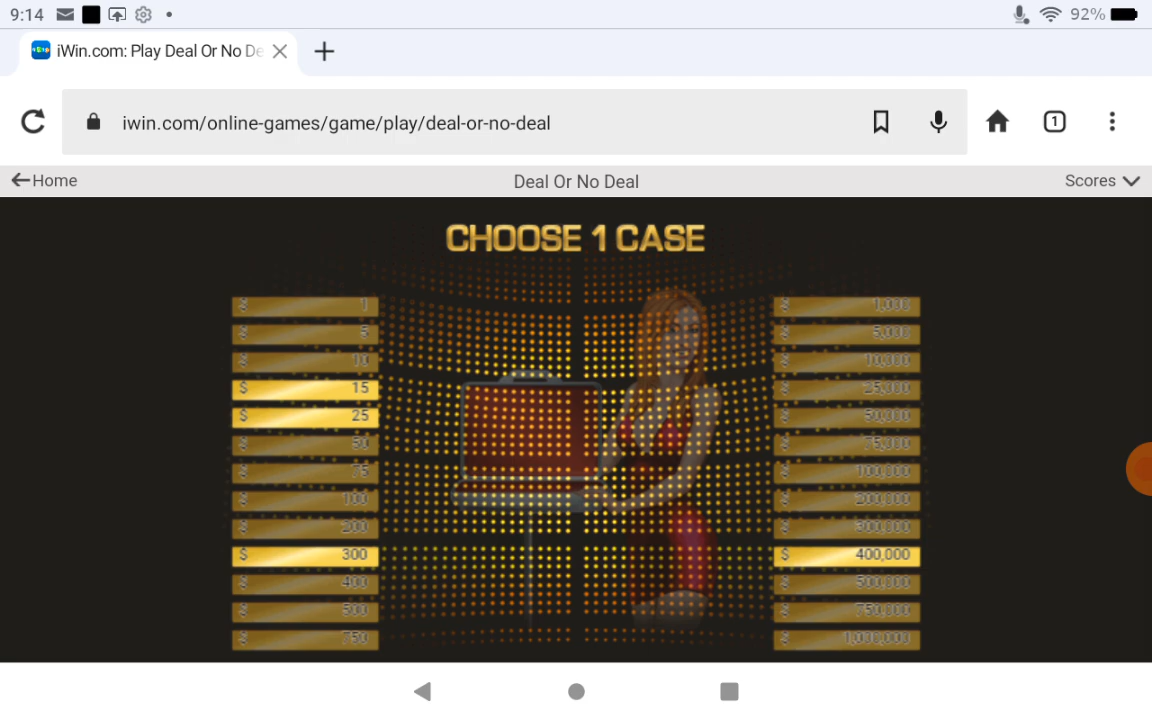 9:14 92%
iWin.com: Play Deal Or No De
iwin.com/online-games/game/play/deal-or-no-deal 1
Home Deal Or No Deal Scores
CHOOSE 1 CASE
$ 1 $ 1,000
$ 5 $ 5,000
$ 10 $ 10,000
$ 15 $ 25,000
$ 25 $ 50,000
$ 50 $ 75,000
$ 75 $ 100,000
$ 100 $ 200,000
$ 200 $ 300,000
$ 300 $ 400,000
$ 400 $ 500,000
$ 500 $ 750,000
$ 750 $ 1,000,000